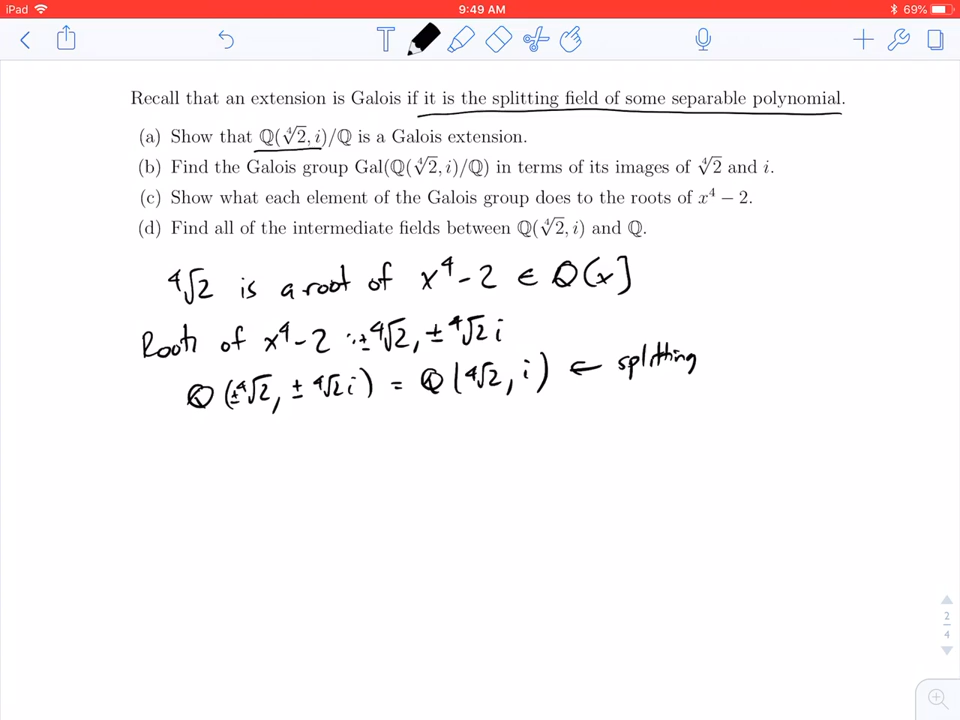 iPad 9:49 AM 69%
T
Recall that an extension is Galois if it is the splitting field of some separable polynomial.
(a) Show that ℚ(∜2, i)/ℚ is a Galois extension.
(b) Find the Galois group Gal(ℚ(∜2, i)/ℚ) in terms of its images of ∜2 and i.
(c) Show what each element of the Galois group does to the roots of x⁴ − 2.
(d) Find all of the intermediate fields between ℚ(∜2, i) and ℚ.
∜2 is a root of x⁴ − 2 ∈ ℚ[x]
Roots of x⁴ − 2 : ±∜2, ±∜2 i
ℚ(±∜2, ±∜2 i) = ℚ(∜2, i) ← splitting
2
4